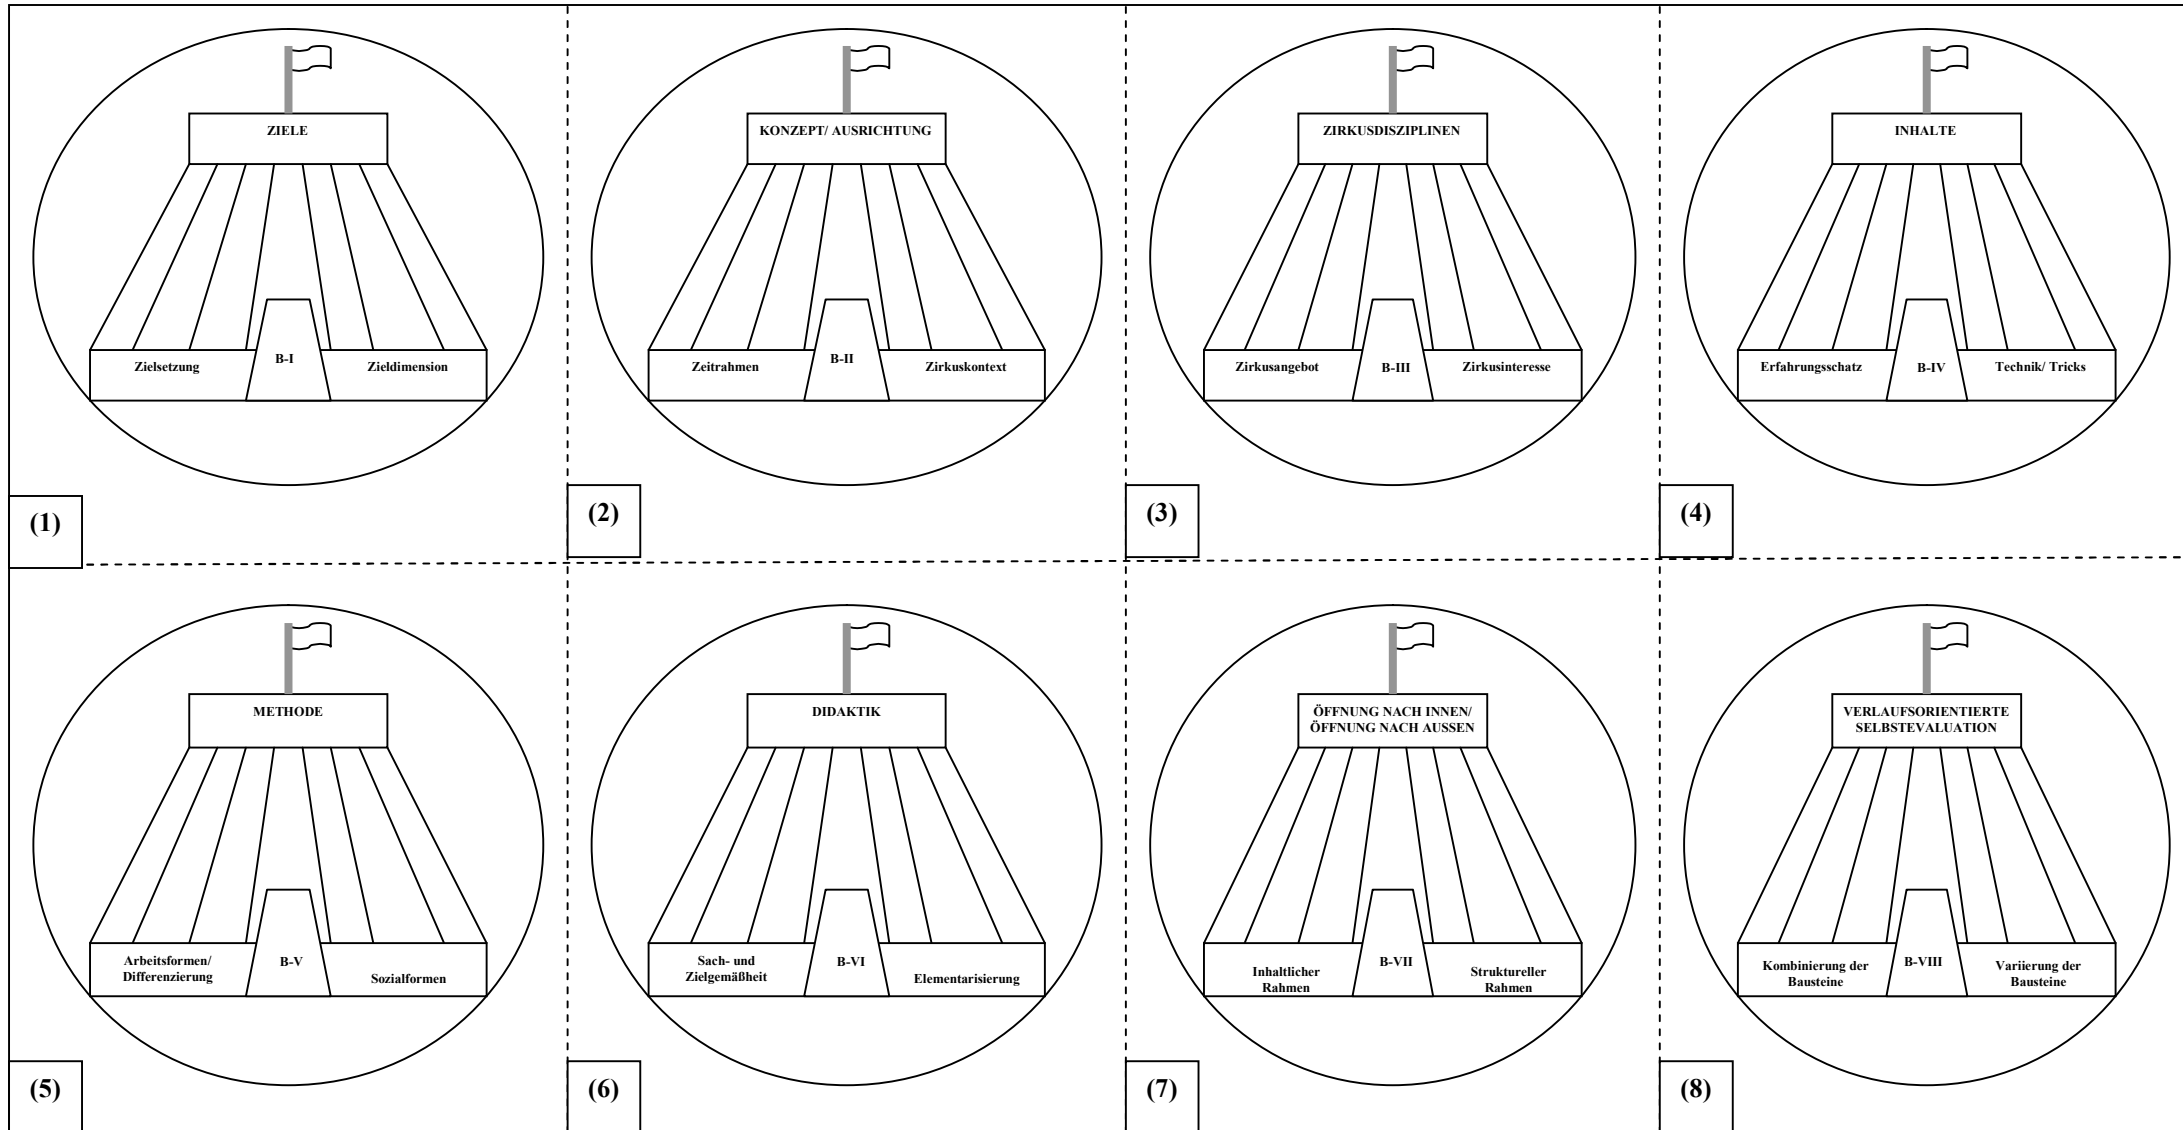 ZIELE
Zielsetzung
B-I
Zieldimension
(1)
KONZEPT/ AUSRICHTUNG
Zeitrahmen
B-II
Zirkuskontext
(2)
ZIRKUSDISZIPLINEN
Zirkusangebot
B-III
Zirkusinteresse
(3)
INHALTE
Erfahrungsschatz
B-IV
Technik/ Tricks
(4)
METHODE
Arbeitsformen/
Differenzierung
B-V
Sozialformen
(5)
DIDAKTIK
Sach- und
Zielgemäßheit
B-VI
Elementarisierung
(6)
ÖFFNUNG NACH INNEN/
ÖFFNUNG NACH AUSSEN
Inhaltlicher
Rahmen
B-VII
Struktureller
Rahmen
(7)
VERLAUFSORIENTIERTE
SELBSTEVALUATION
Kombinierung der
Bausteine
B-VIII
Variierung der
Bausteine
(8)